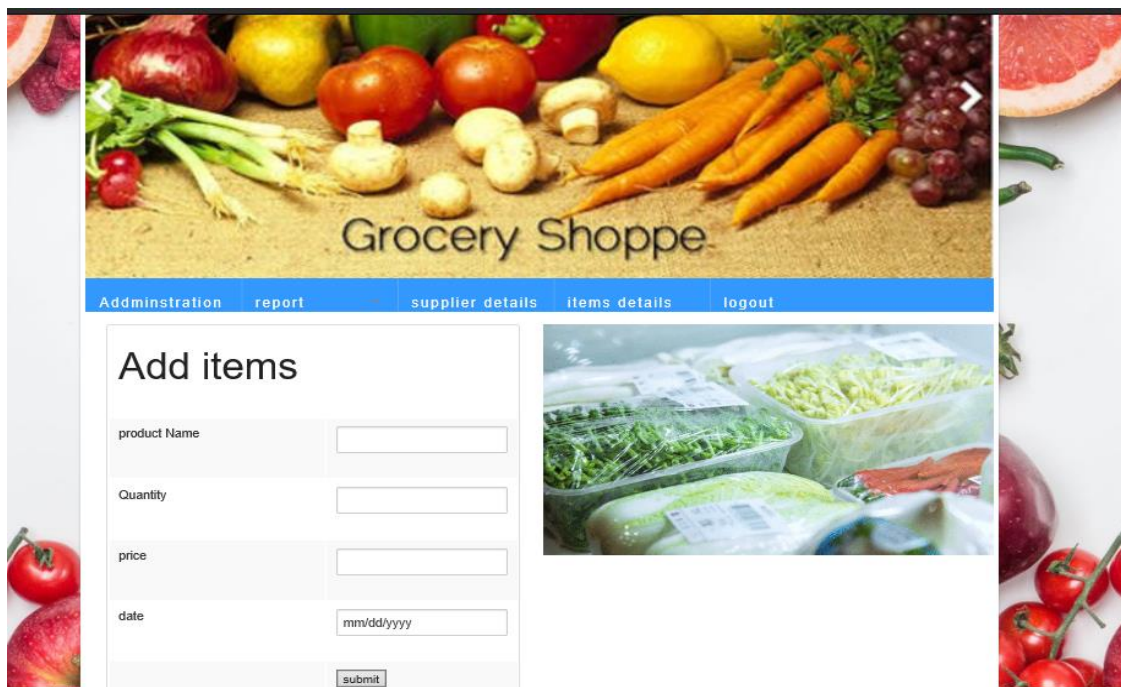 Grocery Shoppe
Addminstration report supplier details items details logout
Add items
product Name
Quantity
price
date mm/dd/yyyy
submit